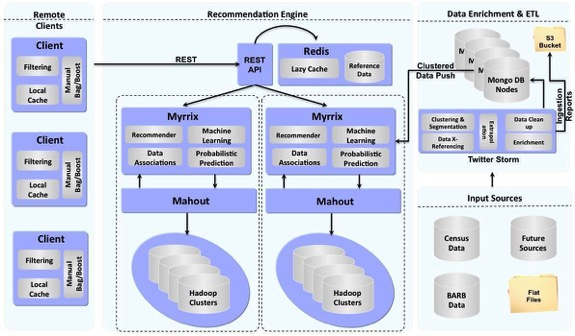 Remote
Clients
Client
Filtering
Local
Cache
Manual
Bag/Boost
Client
Filtering
Local
Cache
Manual
Bag/Boost
Client
Filtering
Local
Cache
Manual
Bag/Boost
Recommendation Engine
REST
REST
API
Redis
Lazy Cache
Reference
Data
Myrrix
Recommender
Machine
Learning
Data
Associations
Probabilistic
Prediction
Mahout
Hadoop
Clusters
Myrrix
Recommender
Machine
Learning
Data
Associations
Probabilistic
Prediction
Mahout
Hadoop
Clusters
Data Enrichment & ETL
Clustered
Data Push
Mongo DB
Nodes
S3
Bucket
Ingestion
Reports
Clustering &
Segmentation
Data X-
Referencing
Extrapol
ation
Data Clean
up
Enrichment
Twitter Storm
Input Sources
Census
Data
Future
Sources
BARB
Data
Flat
Files